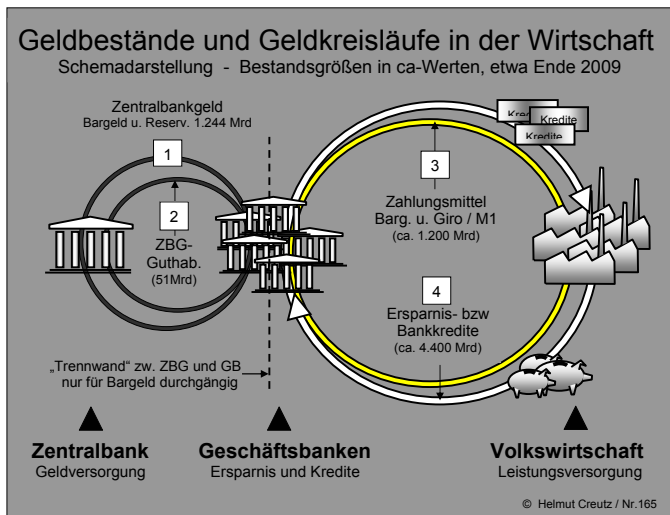 Geldbestände und Geldkreisläufe in der Wirtschaft
Schemadarstellung - Bestandsgrößen in ca-Werten, etwa Ende 2009
Zentralbankgeld
Bargeld u. Reserv. 1.244 Mrd
1
2
ZBG-
Guthab.
(51Mrd)
Kredite
Kredite
Kredite
3
Zahlungsmittel
Barg. u. Giro / M1
(ca. 1.200 Mrd)
4
Ersparnis- bzw
Bankkredite
(ca. 4.400 Mrd)
„Trennwand" zw. ZBG und GB
nur für Bargeld durchgängig
Zentralbank
Geldversorgung
Geschäftsbanken
Ersparnis und Kredite
Volkswirtschaft
Leistungsversorgung
© Helmut Creutz / Nr.165